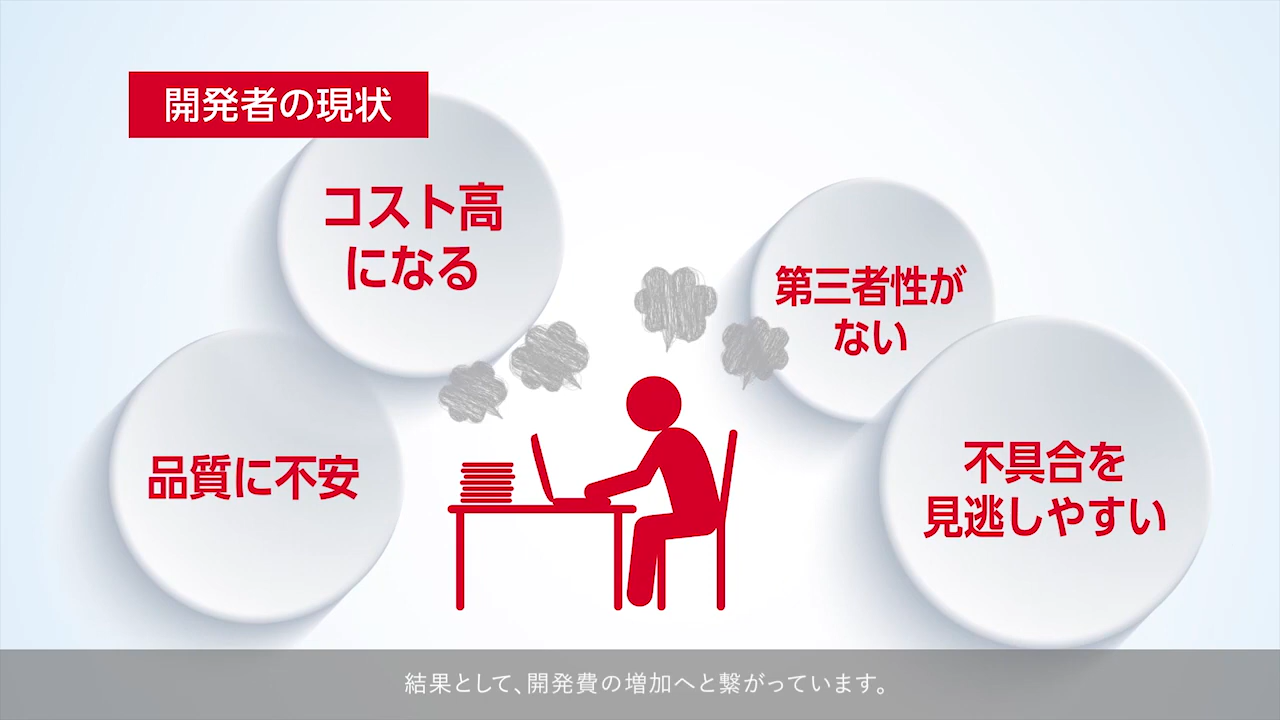 開発者の現状
コスト高
になる
品質に不安
第三者性が
ない
不具合を
見逃しやすい
結果として、開発費の増加へと繋がっています。